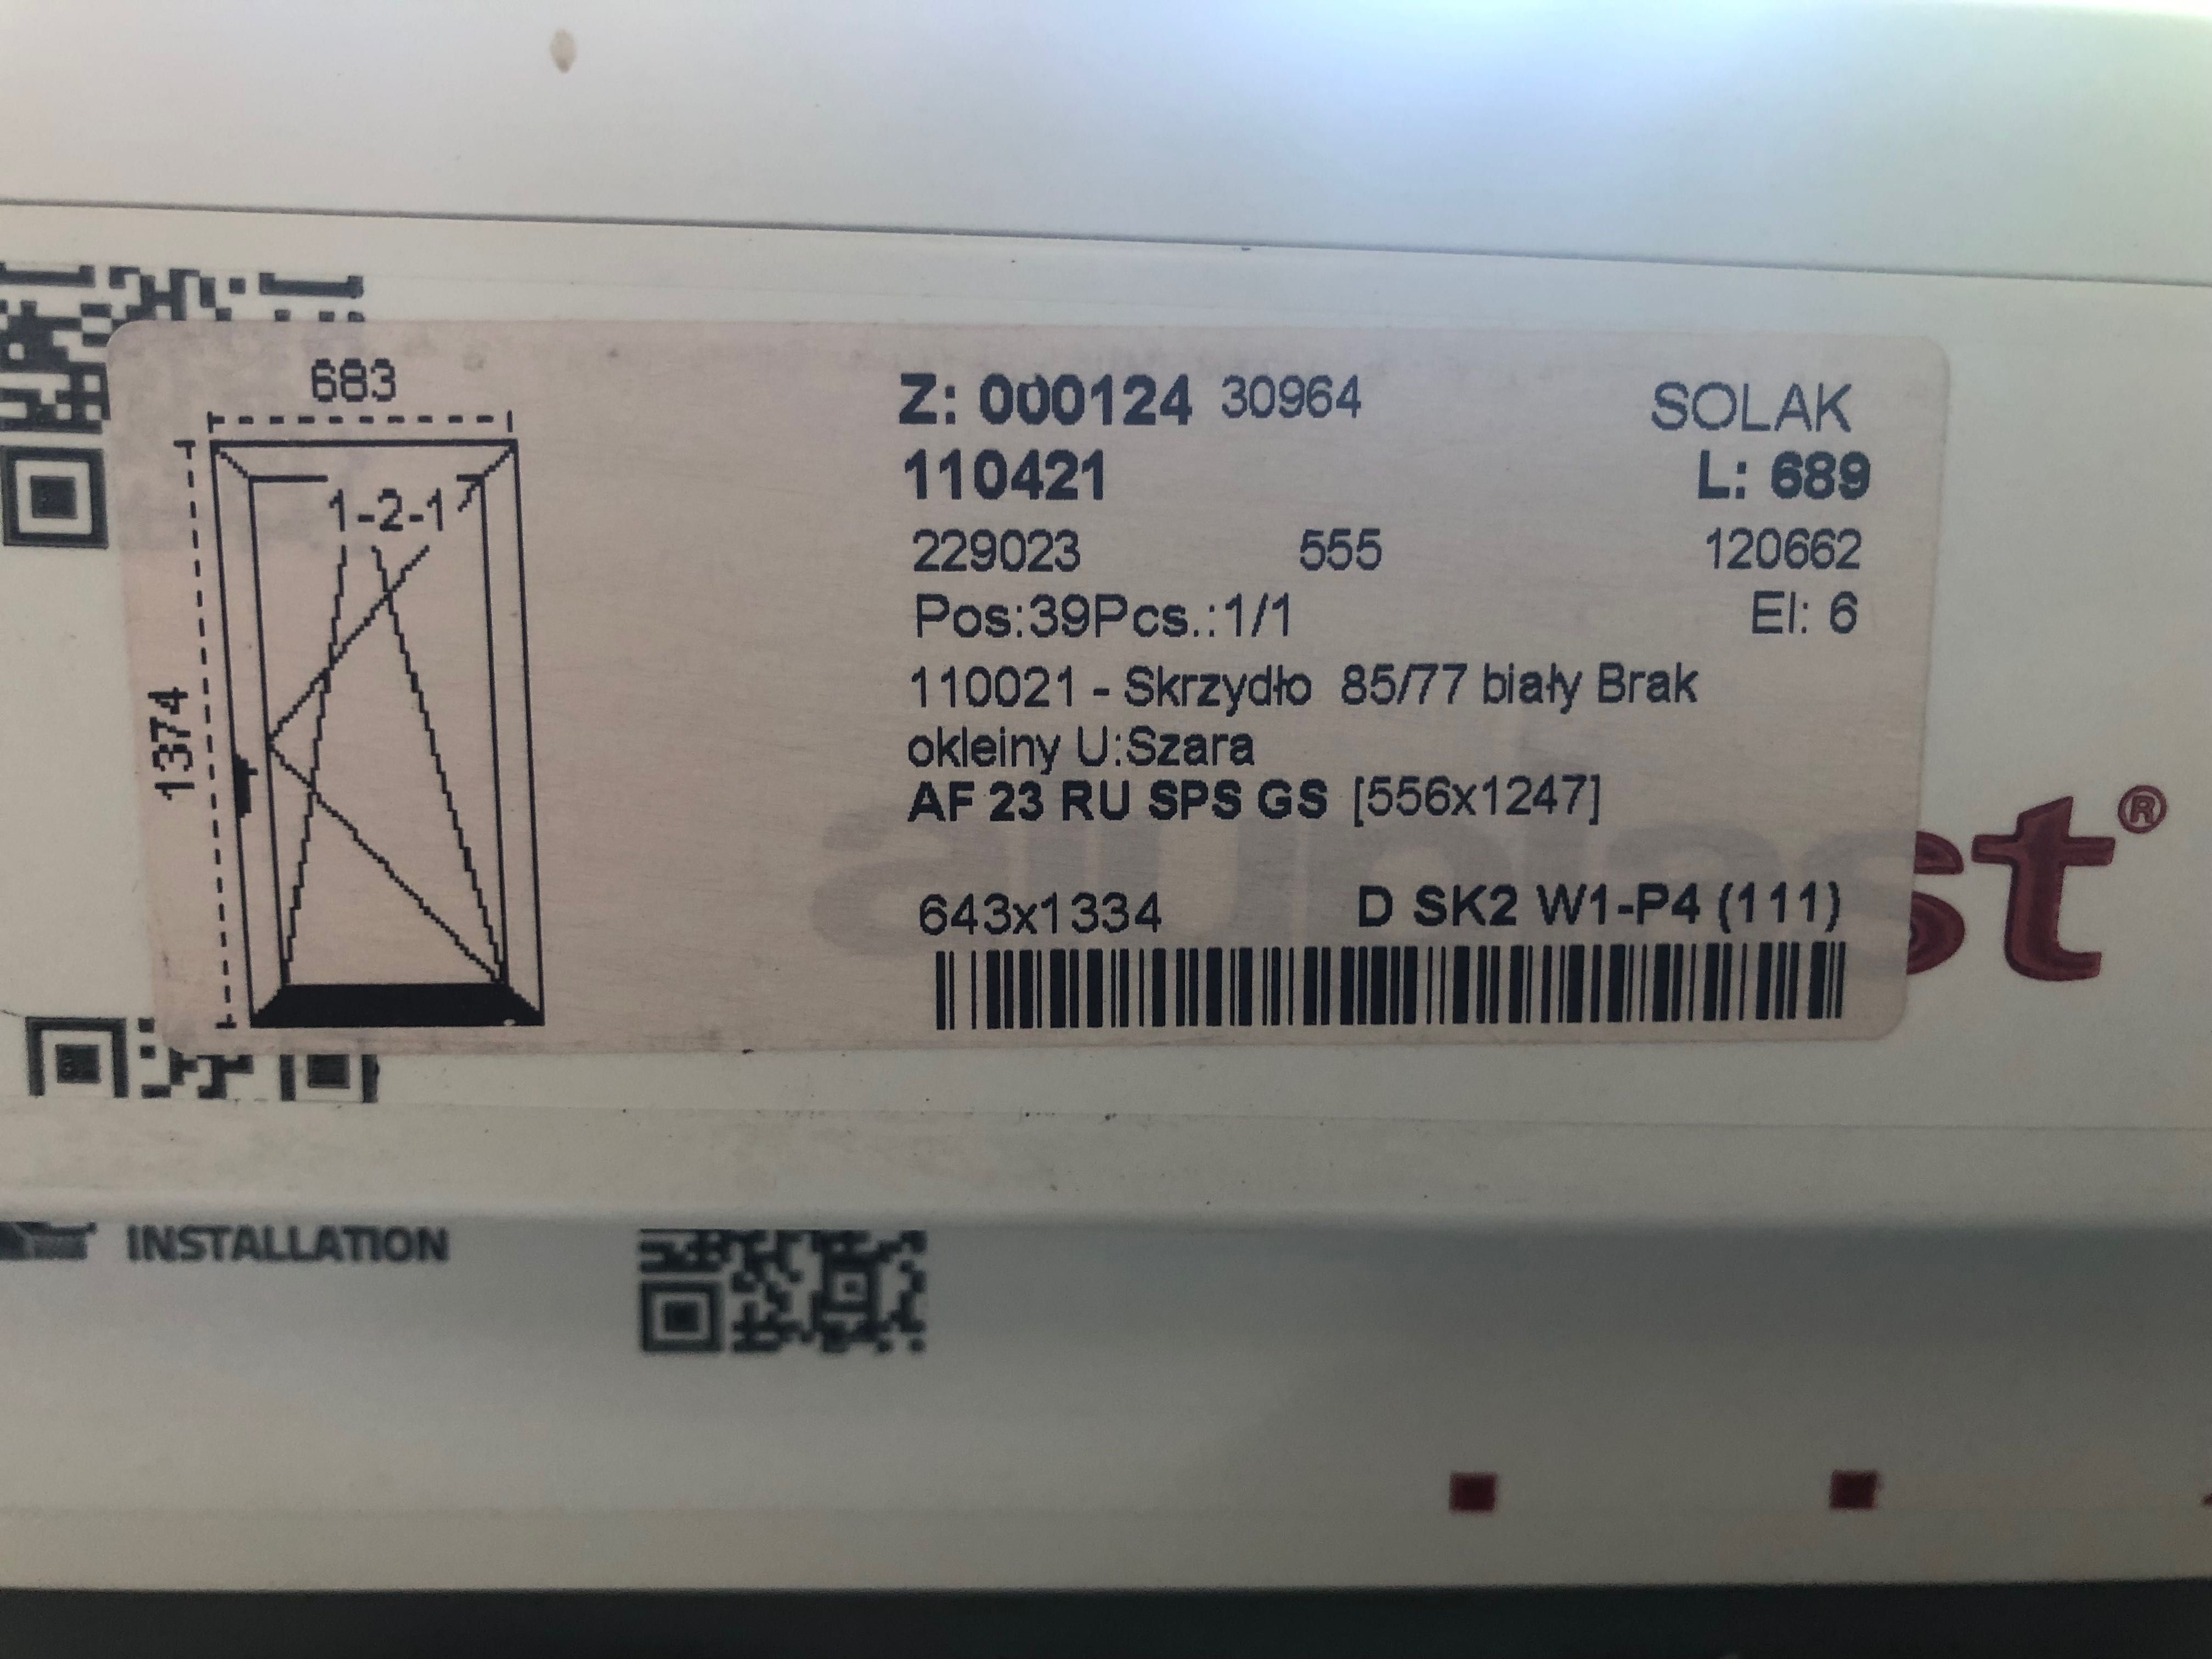 683
1-2-1
1374
Z: 000124 30964 SOLAK
110421 L: 689
229023 555 120662
Pos:39Pcs.:1/1 El: 6
110021 - Skrzydło 85/77 biały Brak
okleiny U:Szara
AF 23 RU SPS GS [556x1247]
643x1334 D SK2 W1-P4 (111)
st®
INSTALLATION